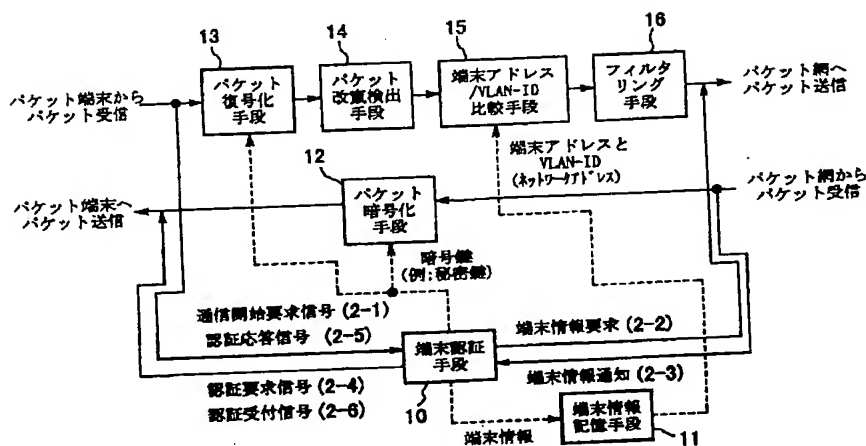 13
14
15
16
パケット
復号化
手段
パケット
改竄検出
手段
端末アドレス
/VLAN-ID
比較手段
フィルタ
リング
手段
パケット端末から
パケット受信
パケット網へ
パケット送信
12
パケット
暗号化
手段
端末アドレスと
VLAN-ID
(ネットワークアドレス)
パケット端末へ
パケット送信
パケット網から
パケット受信
暗号鍵
(例:秘密鍵)
通信開始要求信号(2-1)
認証応答信号(2-5)
端末認証
手段
端末情報要求(2-2)
認証要求信号(2-4)
認証受付信号(2-6)
10
端末情報通知(2-3)
端末情報
端末情報
記憶手段
11